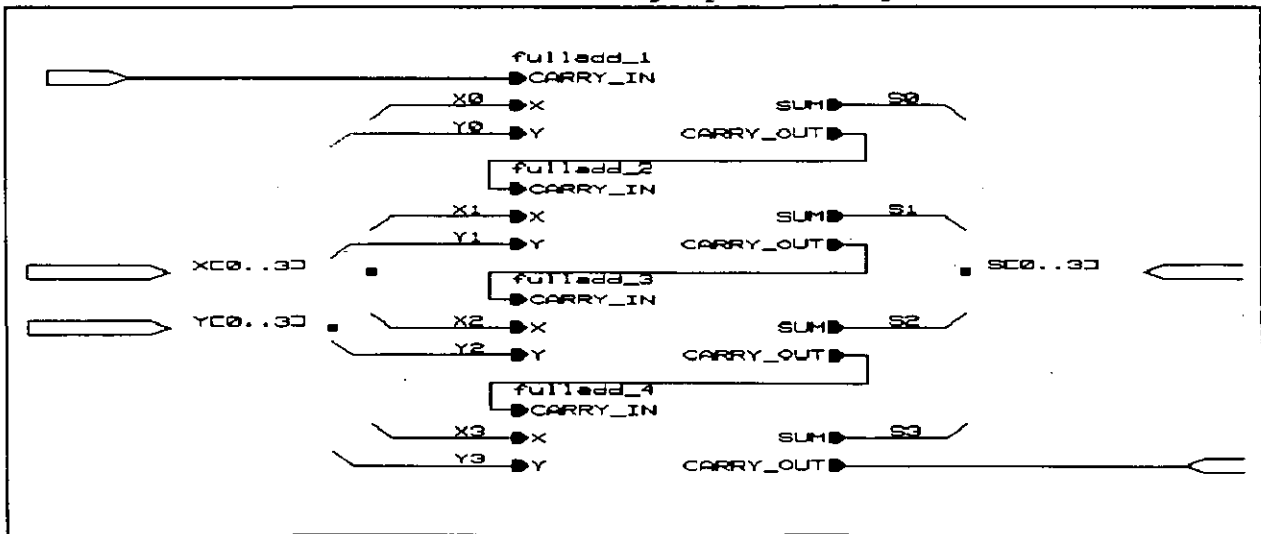 fulladd_1
CARRY_IN
X0 X SUM S0
Y0 Y CARRY_OUT
fulladd_2
CARRY_IN
X1 X SUM S1
Y1 Y CARRY_OUT
X[0..3] S[0..3]
fulladd_3
CARRY_IN
Y[0..3] X2 X SUM S2
Y2 Y CARRY_OUT
fulladd_4
CARRY_IN
X3 X SUM S3
Y3 Y CARRY_OUT